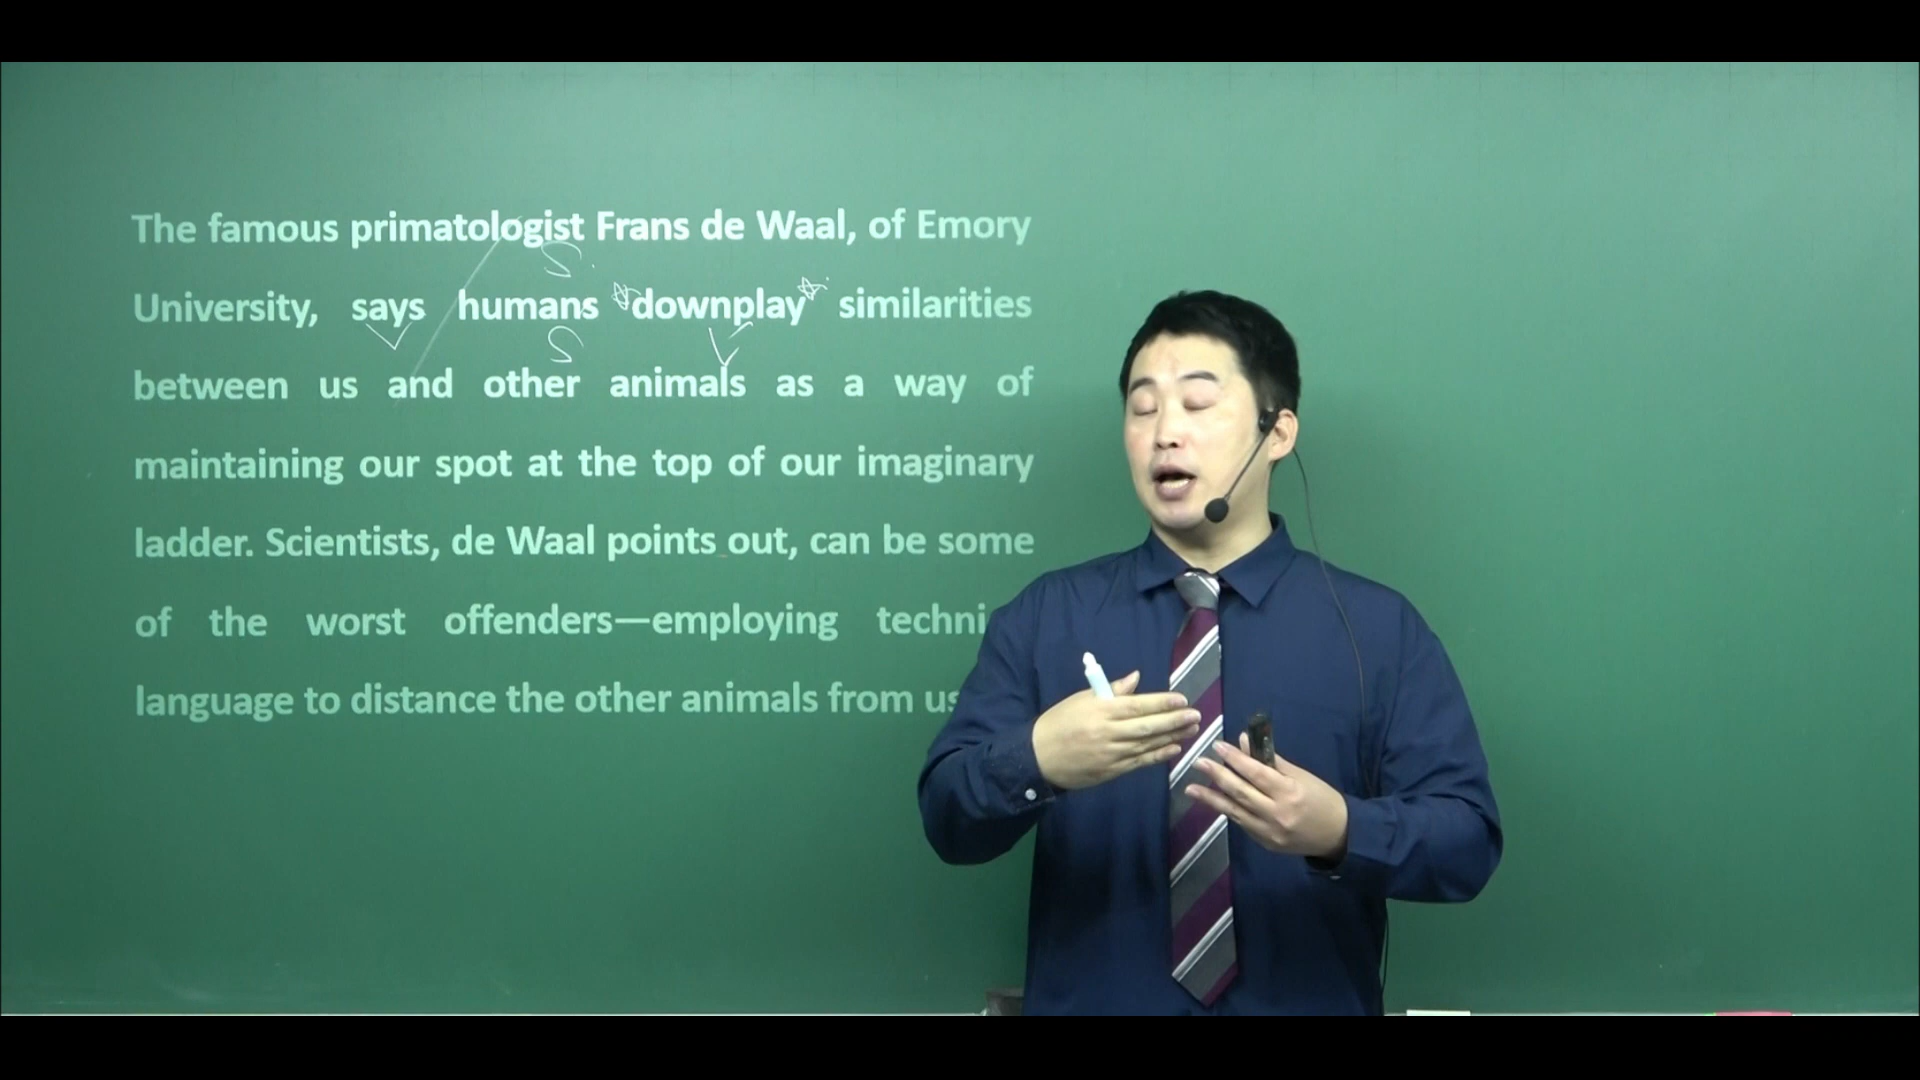 The famous primatologist Frans de Waal, of Emory
S
University, says humans downplay similarities
V S V
between us and other animals as a way of
maintaining our spot at the top of our imaginary
ladder. Scientists, de Waal points out, can be some
of the worst offenders—employing
language to distance the other animals from us